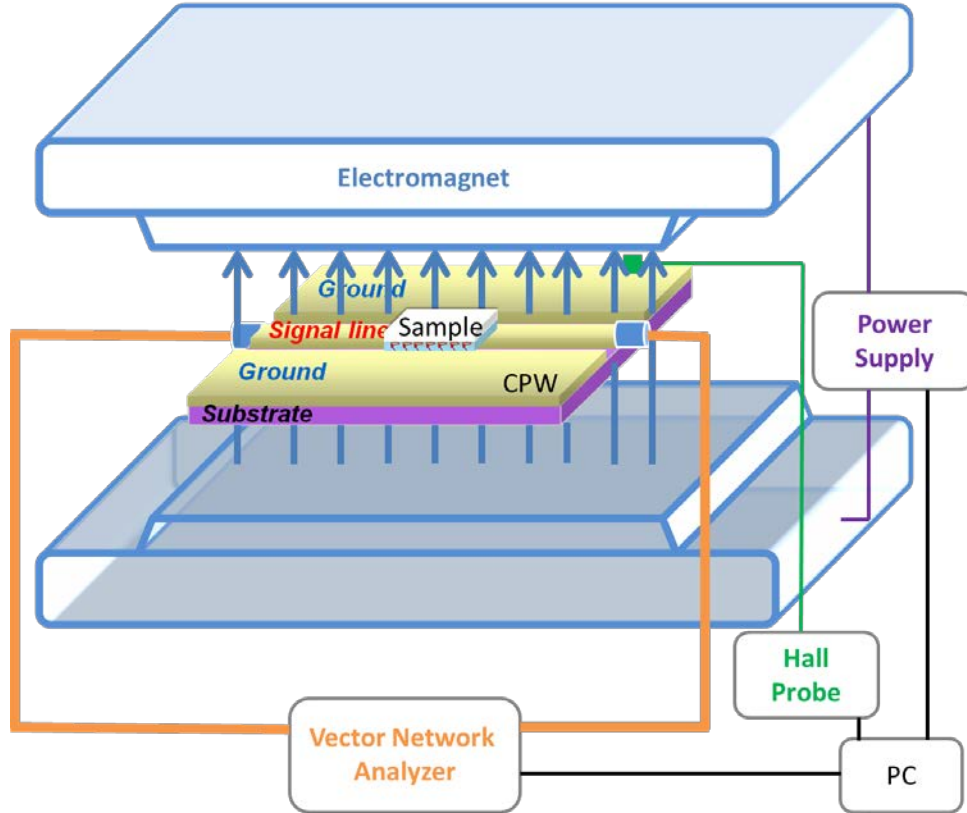 Electromagnet
Ground
Signal line
Sample
Ground
CPW
Substrate
Power
Supply
Hall
Probe
Vector Network
Analyzer
PC